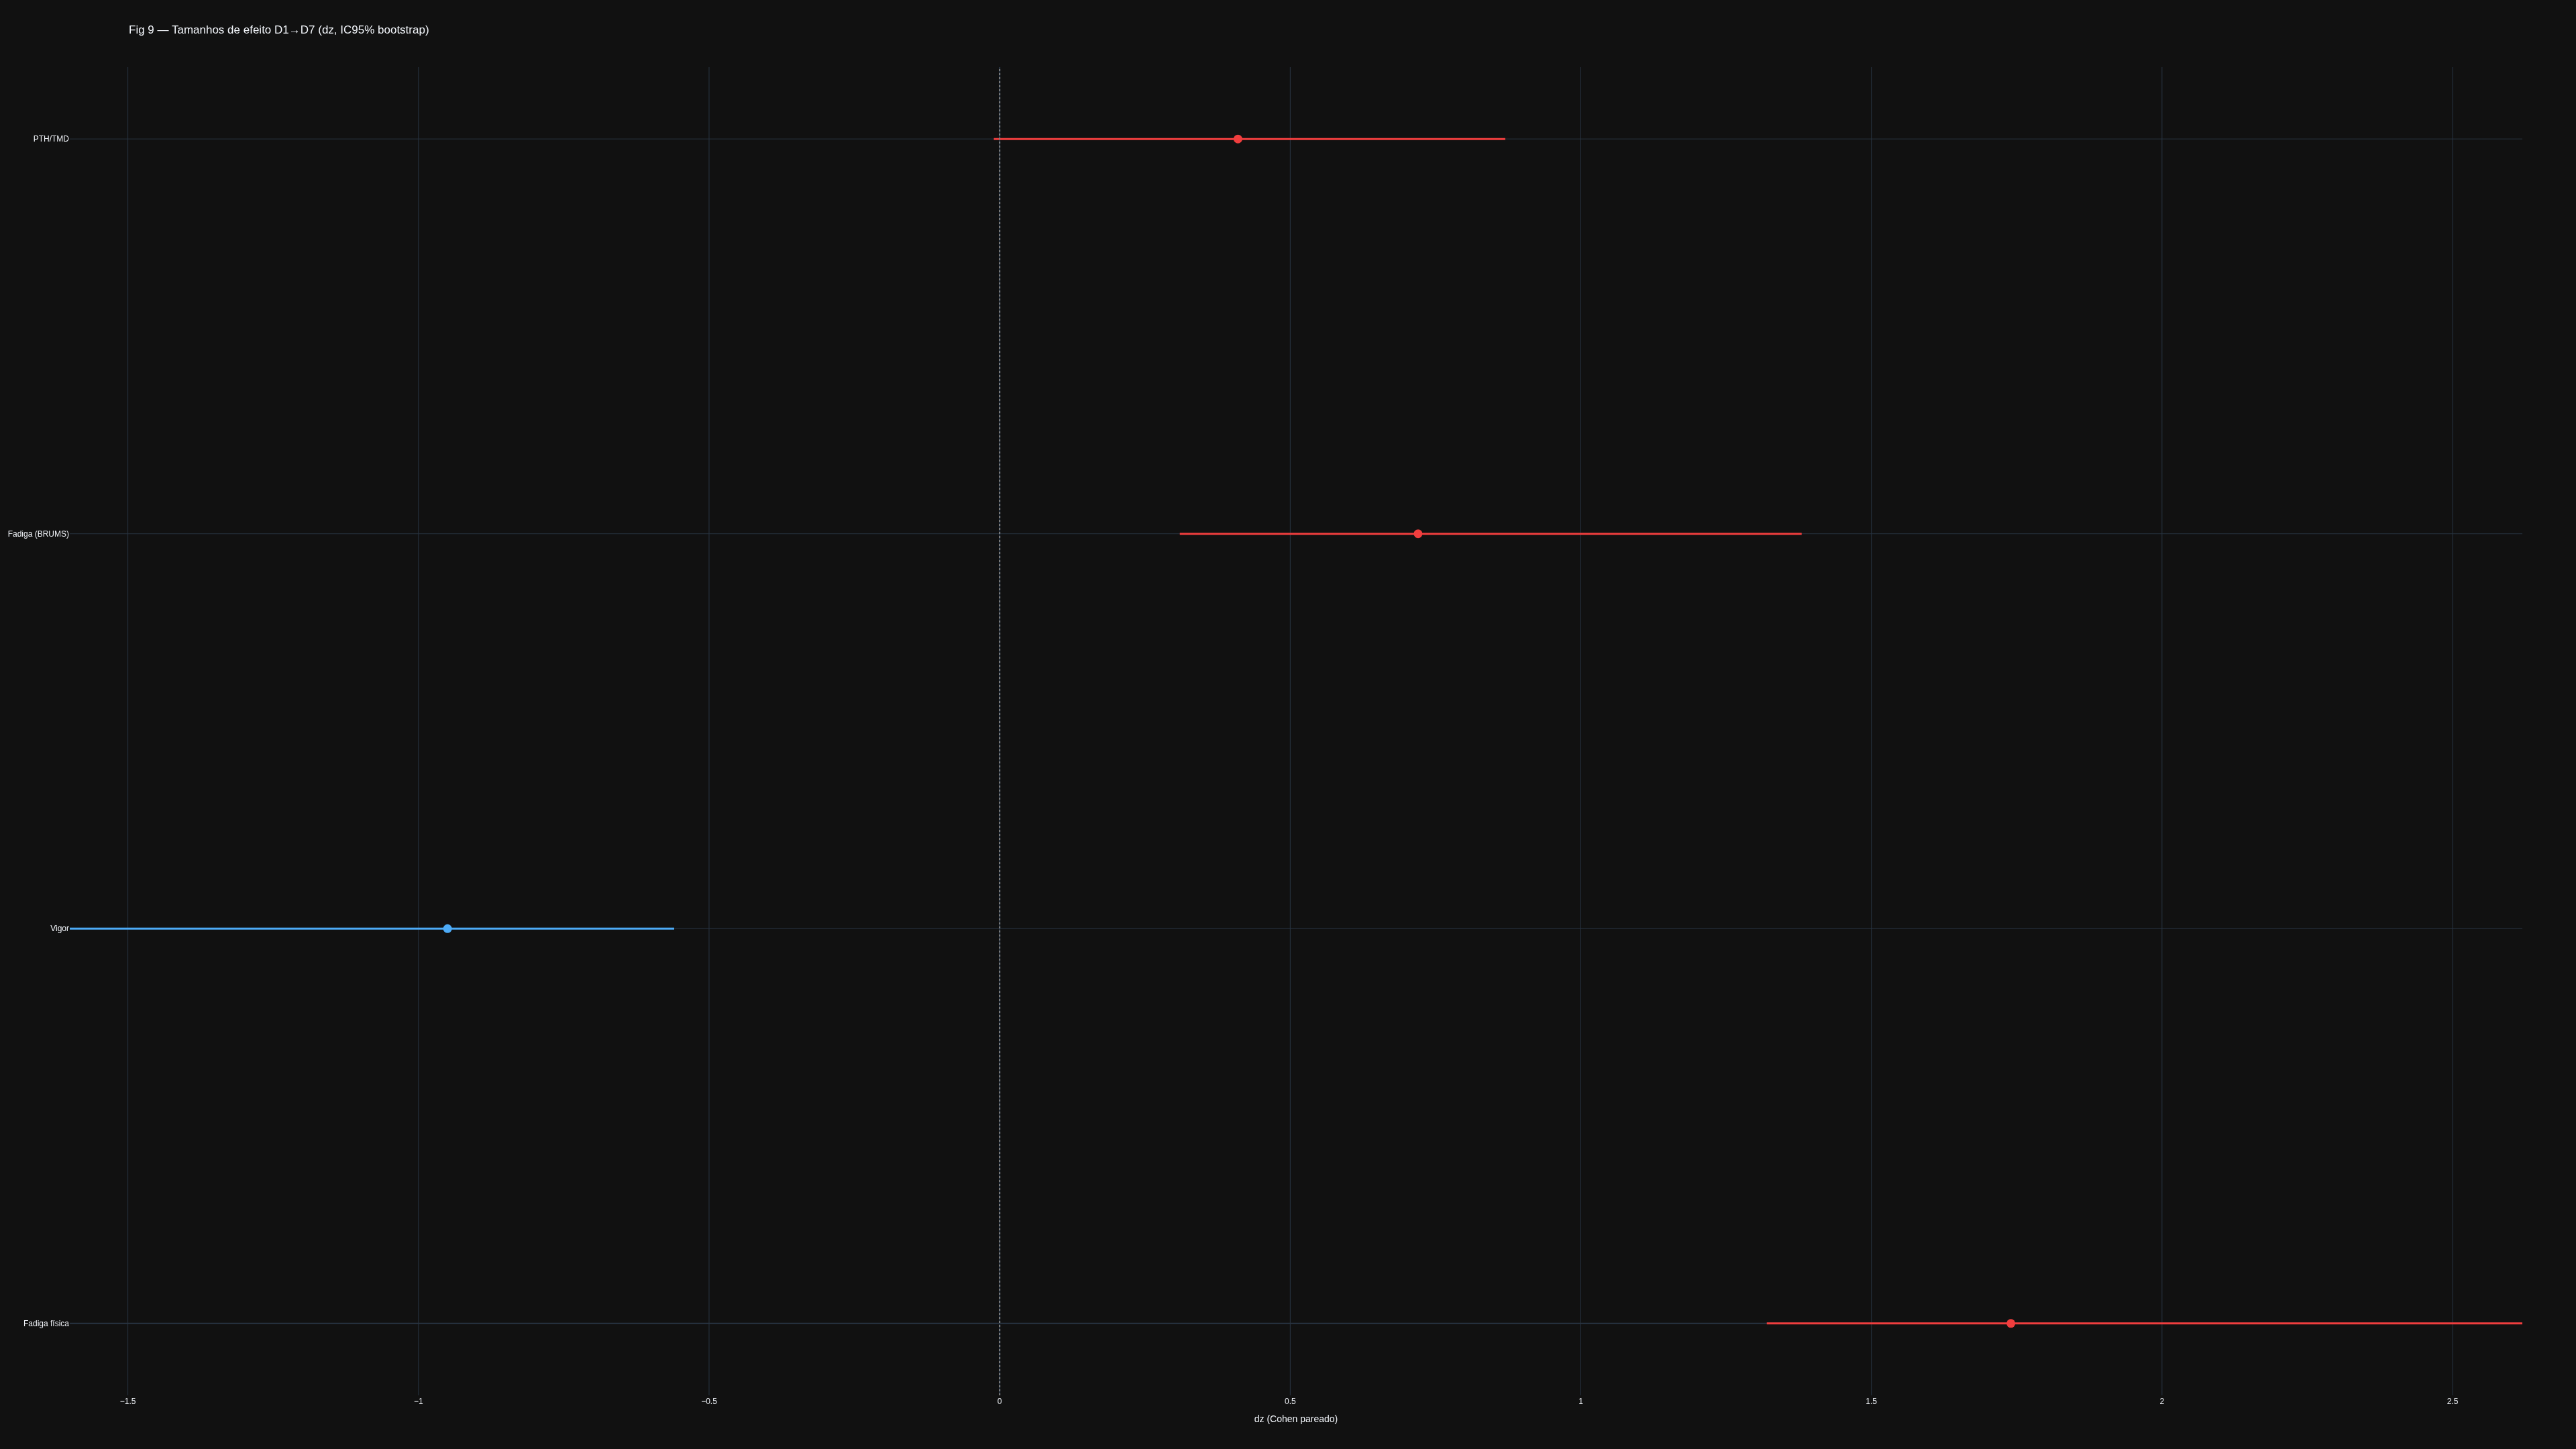 Fig 9 — Tamanhos de efeito D1→D7 (dz, IC95% bootstrap)
PTH/TMD
Fadiga (BRUMS)
Vigor
Fadiga física
−1.5 −1 −0.5 0 0.5 1 1.5 2 2.5
dz (Cohen pareado)